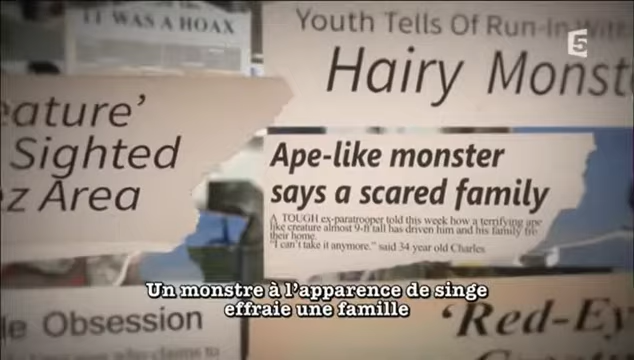 IT WAS A HOAX
Youth Tells Of Run-In With
5
Hairy Monst
eature'
Sighted
z Area
Ape-like monster
says a scared family
A TOUGH ex-paratrooper told this week how a terrifying ape
like creature almost 9-ft tall has driven him and his family fro
their home.
"I can't take it anymore." said 34 year old Charles
Un monstre à l'apparence de singe
effraie une famille
le Obsession
'Red-Ey